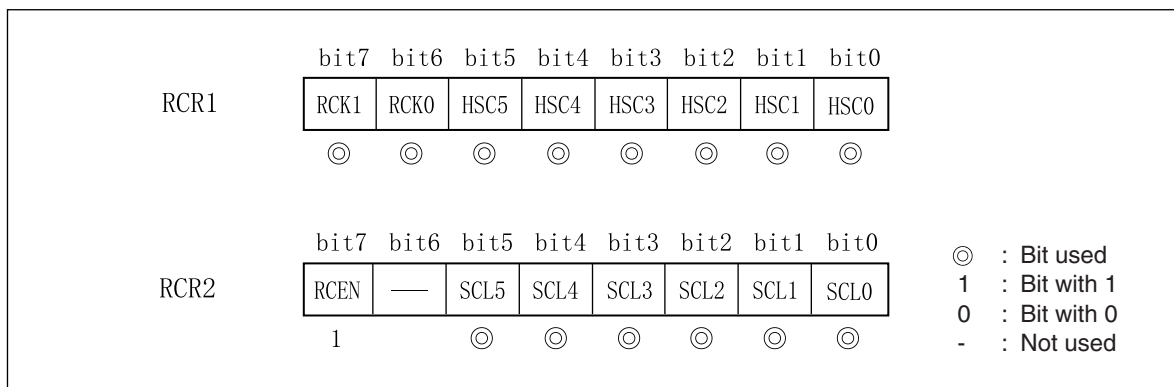 bit7 bit6 bit5 bit4 bit3 bit2 bit1 bit0
RCR1 RCK1 RCK0 HSC5 HSC4 HSC3 HSC2 HSC1 HSC0
◎ ◎ ◎ ◎ ◎ ◎ ◎ ◎
bit7 bit6 bit5 bit4 bit3 bit2 bit1 bit0
RCR2 RCEN — SCL5 SCL4 SCL3 SCL2 SCL1 SCL0
1 ◎ ◎ ◎ ◎ ◎ ◎
◎ : Bit used
1 : Bit with 1
0 : Bit with 0
- : Not used